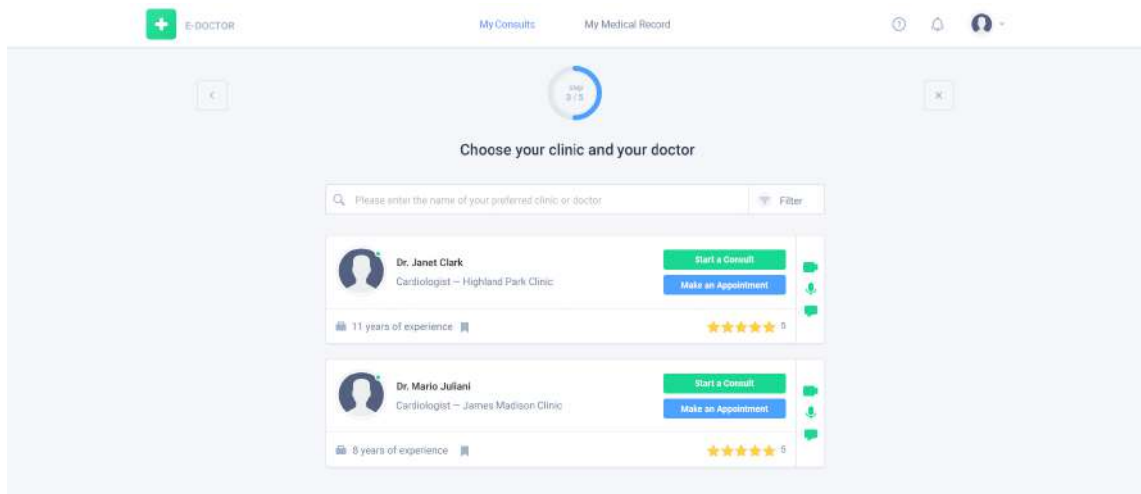 E-DOCTOR
My Consults
My Medical Record
step
3 / 5
Choose your clinic and your doctor
Please enter the name of your preferred clinic or doctor
Filter
Dr. Janet Clark
Cardiologist — Highland Park Clinic
Start a Consult
Make an Appointment
11 years of experience
5
Dr. Mario Juliani
Cardiologist — James Madison Clinic
Start a Consult
Make an Appointment
8 years of experience
5